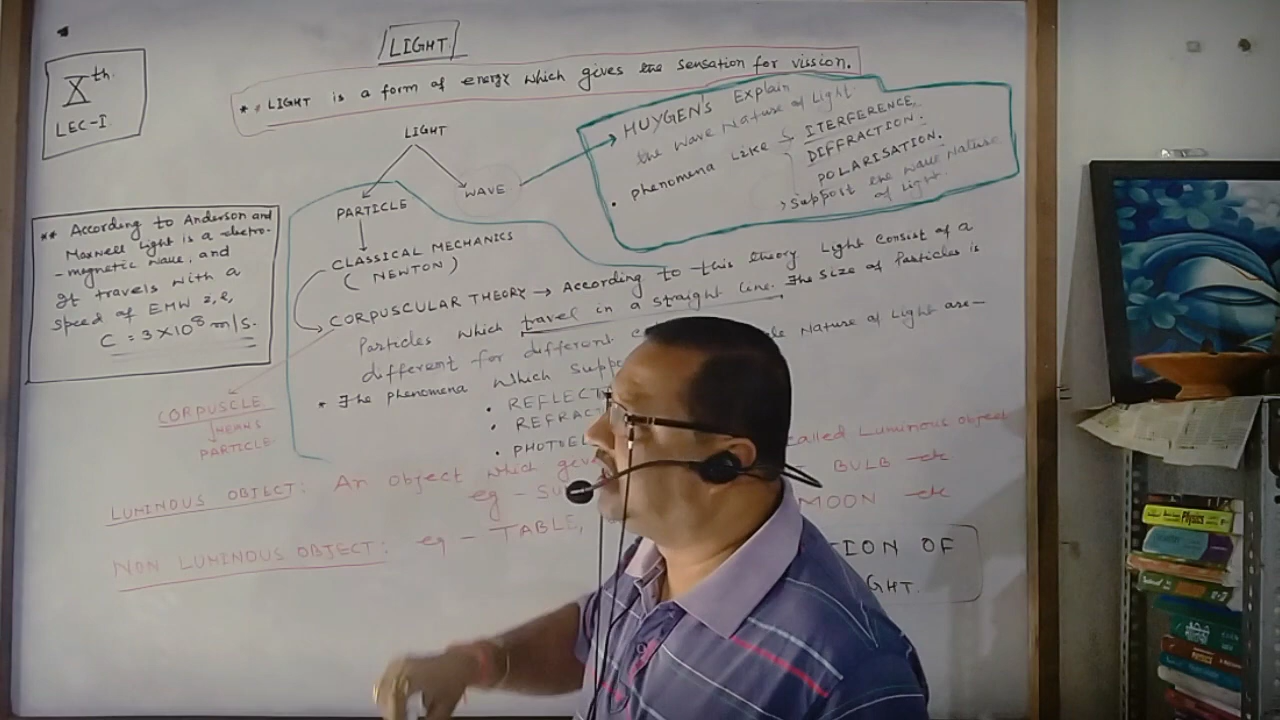 LIGHT
Xth
LEC-I.
** LIGHT is a form of energy which gives the sensation for vission.
LIGHT
PARTICLE
WAVE
HUYGEN'S Explain
the wave Nature of Light.
• phenomena like → ITERFERENCE,
DIFFRACTION.
POLARISATION.
support the wave Nature
of Light.
** According to Anderson and
Maxwell Light is a electro-
-magnetic wave, and
It travels with a
speed of EMW
C = 3×10⁸ m/s.
CLASSICAL MECHANICS
(NEWTON)
CORPUSCULAR THEORY → According to this theory Light consist of a
Particles which travel in a straight line. The size of Particles is
different for different
* The phenomena which Nature of Light are-
• REFLECT
• REFRACT
• PHOTOEL
CORPUSCLE
MEANS
PARTICLE.
LUMINOUS OBJECT: An object which called Luminous object
eg - BULB etc
NON LUMINOUS OBJECT: eg - TABLE, MOON etc
TION OF
GHT.
Physics